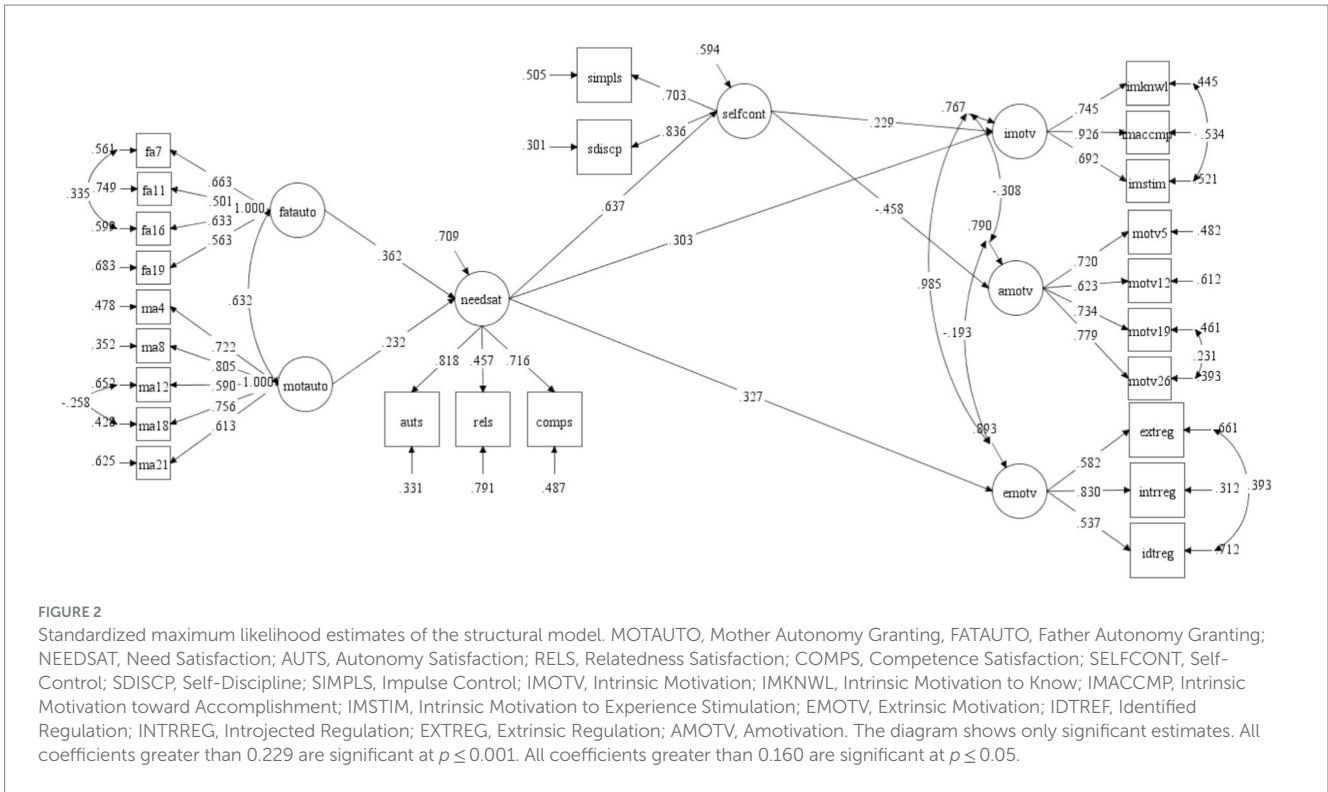 .594
.505
simpls
.703
selfcont
.836
.301
sdiscp
.767
.229
imotv
.745
.926
.692
imknwl
.445
imaccmp
.534
imstim
.521
.561
fa7
.663
.749
fa11
.501
1.000
fatauto
.335
.633
fa16
.563
.683
fa19
.478
ma4
.632
.722
.352
ma8
.805
.652
ma12
.590
1.000
motauto
-.258
.756
ma18
.613
.625
ma21
.362
.232
.709
needsat
.637
.303
-.458
.327
.818
.457
.716
auts
rels
comps
.331
.791
.487
-.308
.790
.985
-.193
.893
amotv
.720
.623
.734
.779
motv5
.482
motv12
.612
motv19
.461
.231
motv26
.393
emotv
.582
.830
.537
extreg
.661
intrreg
.312
.393
idtreg
.712
FIGURE 2
Standardized maximum likelihood estimates of the structural model. MOTAUTO, Mother Autonomy Granting, FATAUTO, Father Autonomy Granting;
NEEDSAT, Need Satisfaction; AUTS, Autonomy Satisfaction; RELS, Relatedness Satisfaction; COMPS, Competence Satisfaction; SELFCONT, Self-
Control; SDISCP, Self-Discipline; SIMPLS, Impulse Control; IMOTV, Intrinsic Motivation; IMKNWL, Intrinsic Motivation to Know; IMACCMP, Intrinsic
Motivation toward Accomplishment; IMSTIM, Intrinsic Motivation to Experience Stimulation; EMOTV, Extrinsic Motivation; IDTREF, Identified
Regulation; INTRREG, Introjected Regulation; EXTREG, Extrinsic Regulation; AMOTV, Amotivation. The diagram shows only significant estimates. All
coefficients greater than 0.229 are significant at p ≤ 0.001. All coefficients greater than 0.160 are significant at p ≤ 0.05.